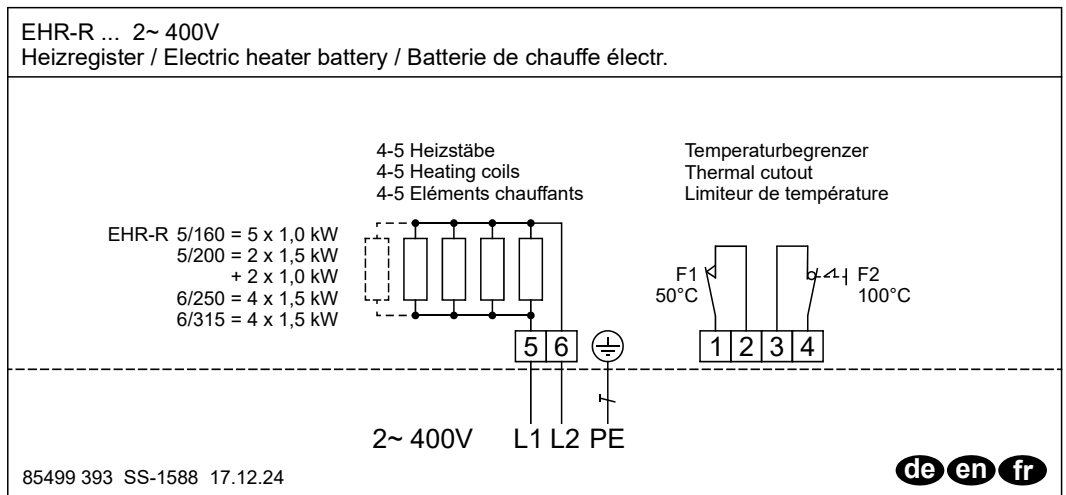 EHR-R ... 2~ 400V
Heizregister / Electric heater battery / Batterie de chauffe électr.
4-5 Heizstäbe
4-5 Heating coils
4-5 Eléments chauffants
Temperaturbegrenzer
Thermal cutout
Limiteur de température
EHR-R 5/160 = 5 x 1,0 kW
5/200 = 2 x 1,5 kW
+ 2 x 1,0 kW
6/250 = 4 x 1,5 kW
6/315 = 4 x 1,5 kW
F1
50°C
F2
100°C
5 6
1 2 3 4
2~ 400V L1 L2 PE
85499 393 SS-1588 17.12.24
de en fr